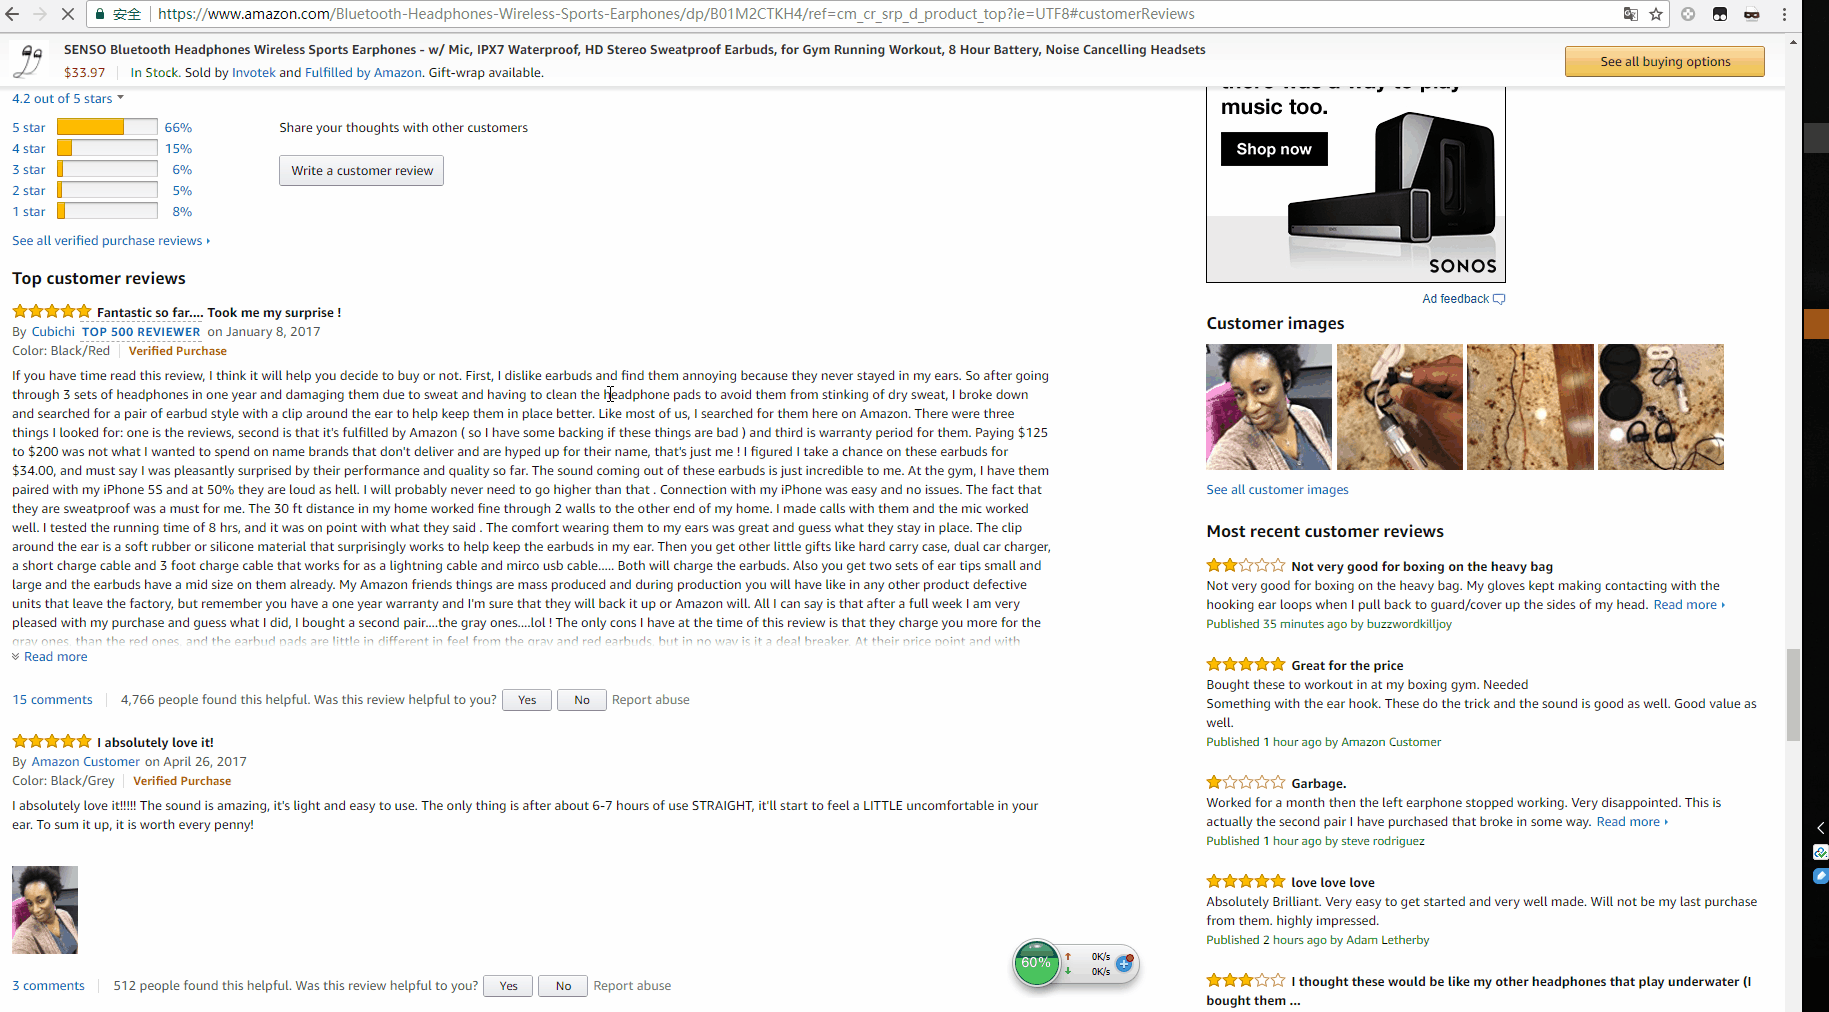 安全
https://www.amazon.com/Bluetooth-Headphones-Wireless-Sports-Earphones/dp/B01M2CTKH4/ref=cm_cr_srp_d_product_top?ie=UTF8#customerReviews
SENSO Bluetooth Headphones Wireless Sports Earphones - w/ Mic, IPX7 Waterproof, HD Stereo Sweatproof Earbuds, for Gym Running Workout, 8 Hour Battery, Noise Cancelling Headsets
$33.97 In Stock. Sold by Invotek and Fulfilled by Amazon. Gift-wrap available.
See all buying options
4.2 out of 5 stars
5 star 66%
4 star 15%
3 star 6%
2 star 5%
1 star 8%
Share your thoughts with other customers
Write a customer review
See all verified purchase reviews
Top customer reviews
Fantastic so far.... Took me my surprise !
By Cubichi TOP 500 REVIEWER on January 8, 2017
Color: Black/Red Verified Purchase
If you have time read this review, I think it will help you decide to buy or not. First, I dislike earbuds and find them annoying because they never stayed in my ears. So after going
through 3 sets of headphones in one year and damaging them due to sweat and having to clean the headphone pads to avoid them from stinking of dry sweat, I broke down
and searched for a pair of earbud style with a clip around the ear to help keep them in place better. Like most of us, I searched for them here on Amazon. There were three
things I looked for: one is the reviews, second is that it's fulfilled by Amazon ( so I have some backing if these things are bad ) and third is warranty period for them. Paying $125
to $200 was not what I wanted to spend on name brands that don't deliver and are hyped up for their name, that's just me ! I figured I take a chance on these earbuds for
$34.00, and must say I was pleasantly surprised by their performance and quality so far. The sound coming out of these earbuds is just incredible to me. At the gym, I have them
paired with my iPhone 5S and at 50% they are loud as hell. I will probably never need to go higher than that . Connection with my iPhone was easy and no issues. The fact that
they are sweatproof was a must for me. The 30 ft distance in my home worked fine through 2 walls to the other end of my home. I made calls with them and the mic worked
well. I tested the running time of 8 hrs, and it was on point with what they said . The comfort wearing them to my ears was great and guess what they stay in place. The clip
around the ear is a soft rubber or silicone material that surprisingly works to help keep the earbuds in my ear. Then you get other little gifts like hard carry case, dual car charger,
a short charge cable and 3 foot charge cable that works for as a lightning cable and mirco usb cable..... Both will charge the earbuds. Also you get two sets of ear tips small and
large and the earbuds have a mid size on them already. My Amazon friends things are mass produced and during production you will have like in any other product defective
units that leave the factory, but remember you have a one year warranty and I'm sure that they will back it up or Amazon will. All I can say is that after a full week I am very
pleased with my purchase and guess what I did, I bought a second pair....the gray ones....lol ! The only cons I have at the time of this review is that they charge you more for the
gray ones, than the red ones, and the earbud pads are little in different in feel from the gray and red earbuds, but in no way is it a deal breaker. At their price point and with
Read more
15 comments 4,766 people found this helpful. Was this review helpful to you? Yes No Report abuse
I absolutely love it!
By Amazon Customer on April 26, 2017
Color: Black/Grey Verified Purchase
I absolutely love it!!!!! The sound is amazing, it's light and easy to use. The only thing is after about 6-7 hours of use STRAIGHT, it'll start to feel a LITTLE uncomfortable in your
ear. To sum it up, it is worth every penny!
3 comments 512 people found this helpful. Was this review helpful to you? Yes No Report abuse
60% 0K/s
0K/s
there was a way to play
music too.
Shop now
SONOS
Ad feedback
Customer images
See all customer images
Most recent customer reviews
Not very good for boxing on the heavy bag
Not very good for boxing on the heavy bag. My gloves kept making contacting with the
hooking ear loops when I pull back to guard/cover up the sides of my head. Read more
Published 35 minutes ago by buzzwordkilljoy
Great for the price
Bought these to workout in at my boxing gym. Needed
Something with the ear hook. These do the trick and the sound is good as well. Good value as
well.
Published 1 hour ago by Amazon Customer
Garbage.
Worked for a month then the left earphone stopped working. Very disappointed. This is
actually the second pair I have purchased that broke in some way. Read more
Published 1 hour ago by steve rodriguez
love love love
Absolutely Brilliant. Very easy to get started and very well made. Will not be my last purchase
from them. highly impressed.
Published 2 hours ago by Adam Letherby
I thought these would be like my other headphones that play underwater (I
bought them ...